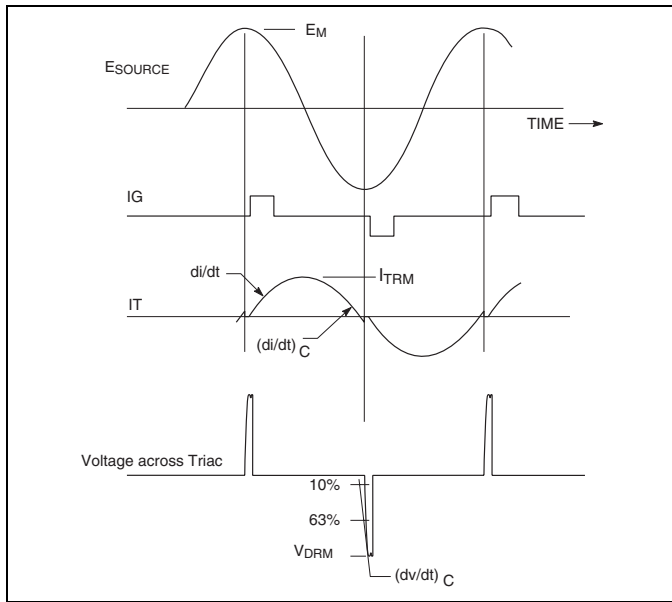 EM
ESOURCE
TIME
IG
di/dt
ITRM
IT
(di/dt) C
Voltage across Triac
10%
63%
VDRM
(dv/dt) C